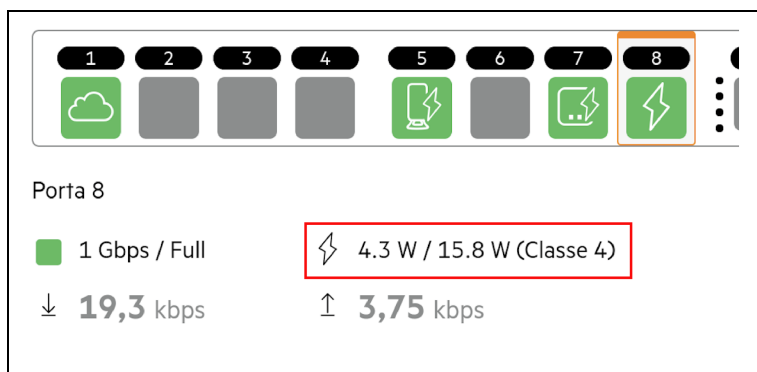 1 2 3 4 5 6 7 8
Porta 8
1 Gbps / Full 4.3 W / 15.8 W (Classe 4)
19,3 kbps 3,75 kbps